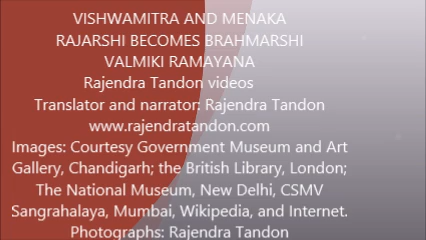 VISHWAMITRA AND MENAKA
RAJARSHI BECOMES BRAHMARSHI
VALMIKI RAMAYANA
Rajendra Tandon videos
Translator and narrator: Rajendra Tandon
www.rajendratandon.com
Images: Courtesy Government Museum and Art
Gallery, Chandigarh; the British Library, London;
The National Museum, New Delhi, CSMV
Sangrahalaya, Mumbai, Wikipedia, and Internet.
Photographs: Rajendra Tandon